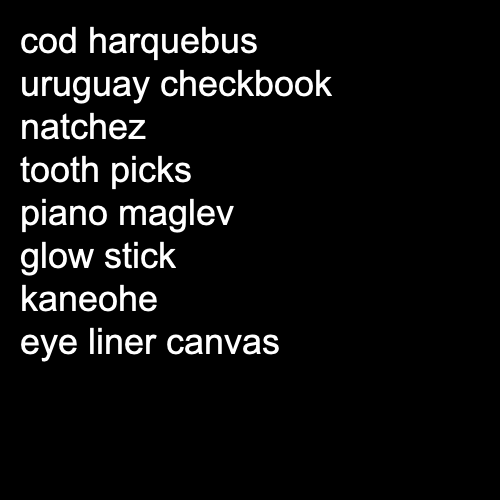 cod harquebus
uruguay checkbook
natchez
tooth picks
piano maglev
glow stick
kaneohe
eye liner canvas